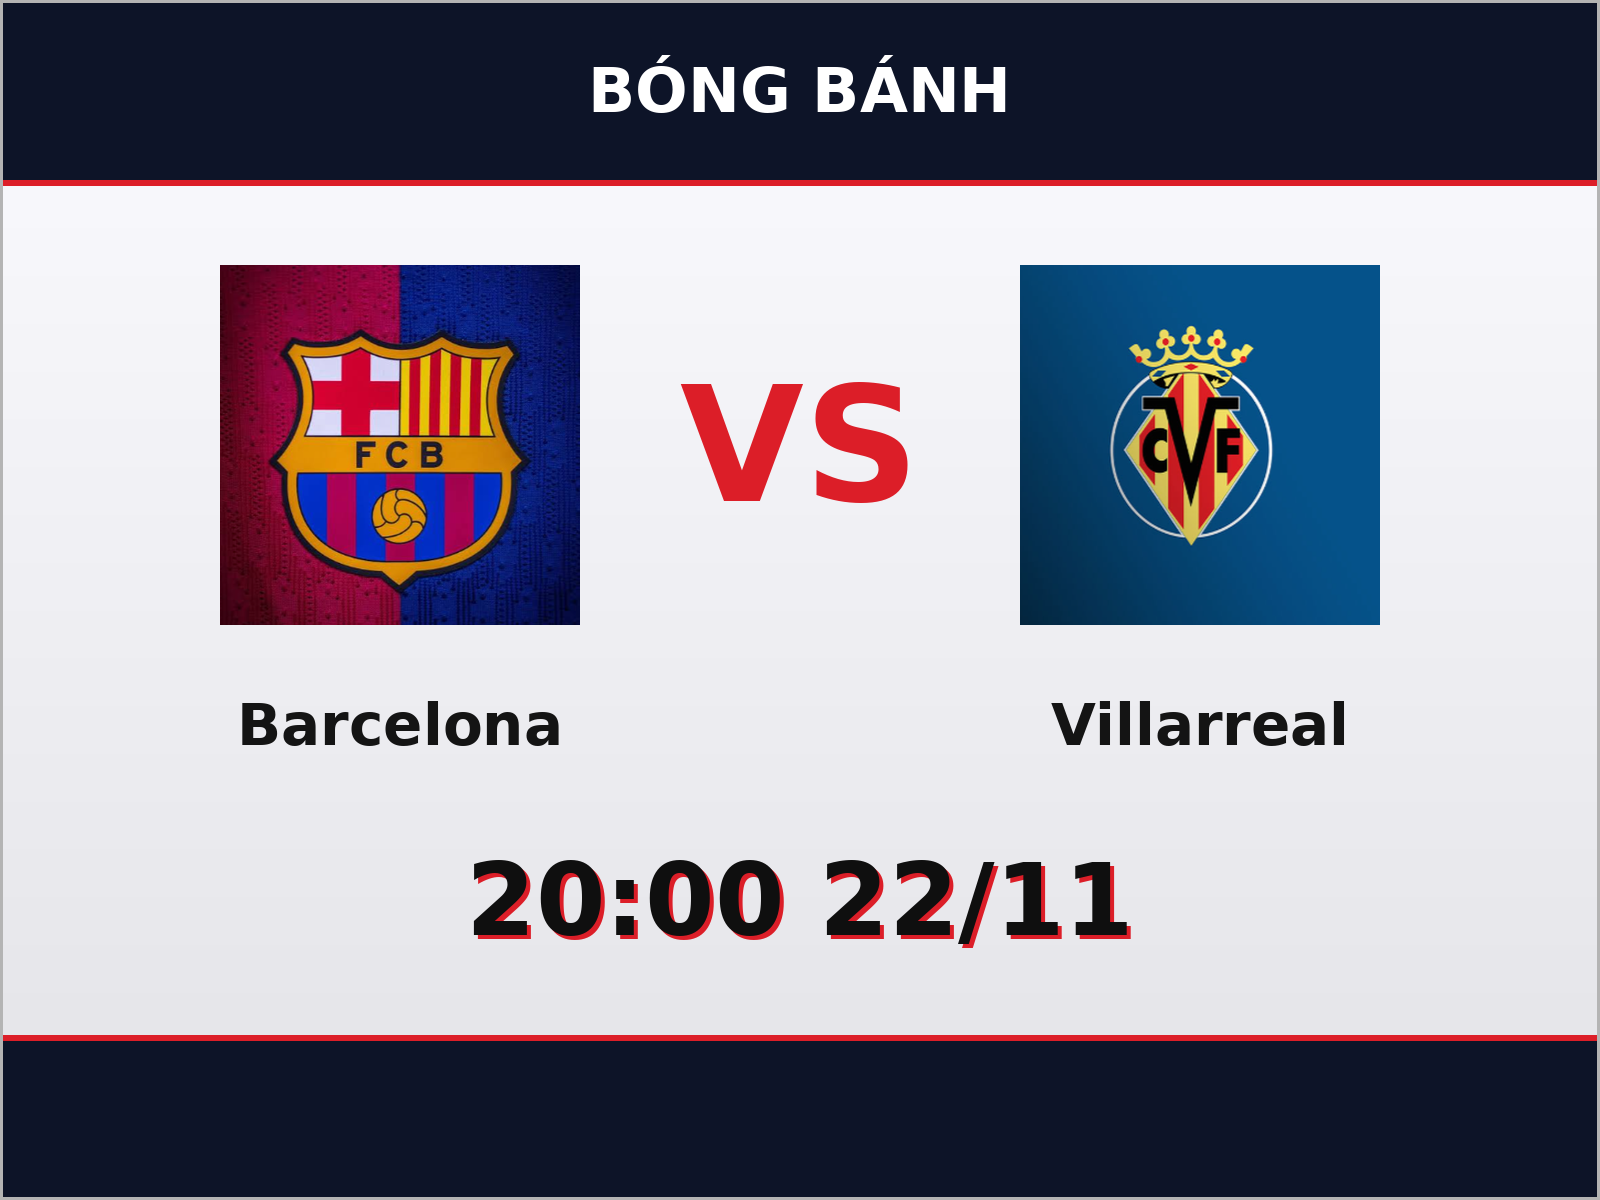 BÓNG BÁNH
FCB
VS
CVF
Barcelona
Villarreal
20:00 22/11